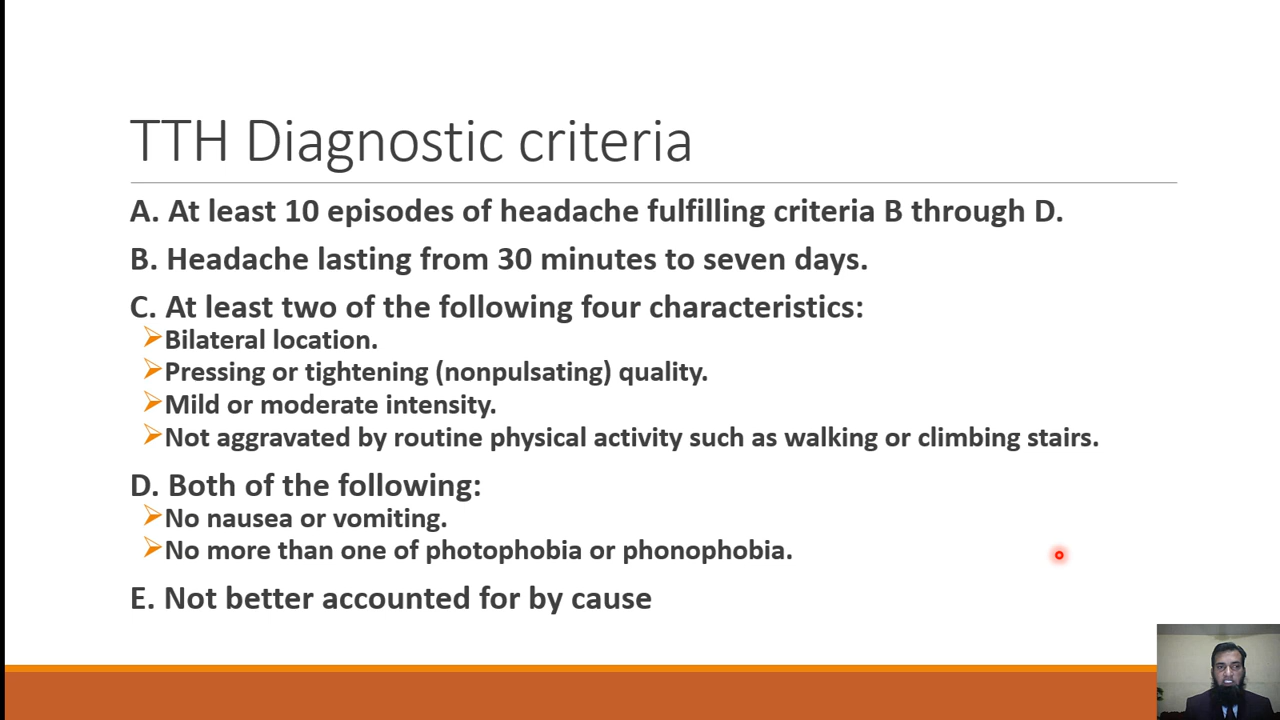 TTH Diagnostic criteria
A. At least 10 episodes of headache fulfilling criteria B through D.
B. Headache lasting from 30 minutes to seven days.
C. At least two of the following four characteristics:
Bilateral location.
Pressing or tightening (nonpulsating) quality.
Mild or moderate intensity.
Not aggravated by routine physical activity such as walking or climbing stairs.
D. Both of the following:
No nausea or vomiting.
No more than one of photophobia or phonophobia.
E. Not better accounted for by cause